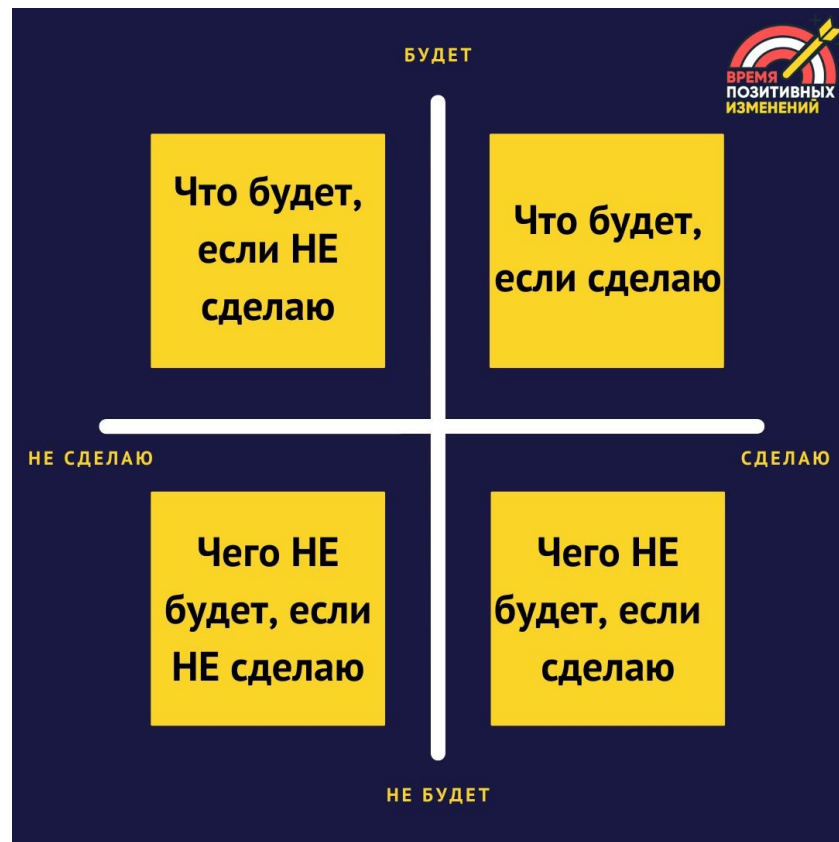 БУДЕТ
ВРЕМЯ
ПОЗИТИВНЫХ
ИЗМЕНЕНИЙ
Что будет,
если НЕ
сделаю
Что будет,
если сделаю
НЕ СДЕЛАЮ
СДЕЛАЮ
Чего НЕ
будет, если
НЕ сделаю
Чего НЕ
будет, если
сделаю
НЕ БУДЕТ